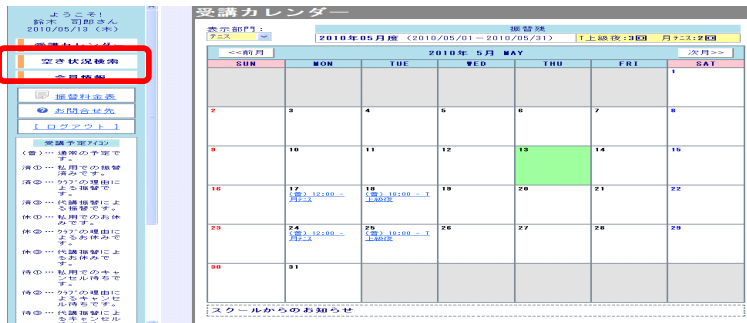 ようこそ!
鈴木 司郎さん
2010/05/13 (木)
受講カレンダー
空き状況検索
会員情報
振替料金表
お問合せ先
[ ログアウト ]
受講予定アイコン
(普)… 通常の予定です。
済①… 私用での振替済みです。
済②… クラブの理由による振替です。
済③… 代講振替による振替です。
休①… 私用でのお休みです。
休②… クラブの理由によるお休みです。
休③… 代講振替によるお休みです。
待①… 私用でのキャンセル待ちです。
待②… クラブの理由によるキャンセル待ちです。
待③… 代講振替によるキャンセル
受講カレンダー
表示部門:
テニス
振替残
2010年05月度 (2010/05/01-2010/05/31) T上級夜:3回 月テニス:2回
<<前月 2010年 5月 MAY 次月>>
SUN MON TUE WED THU FRI SAT
1
2 3 4 5 6 7 8
9 10 11 12 13 14 15
16 17 18 19 20 21 22
(普) 12:00 - 月テニス
(普) 18:00 - T上級夜
23 24 25 26 27 28 29
(普) 12:00 - 月テニス
(普) 18:00 - T上級夜
30 31
スクールからのお知らせ